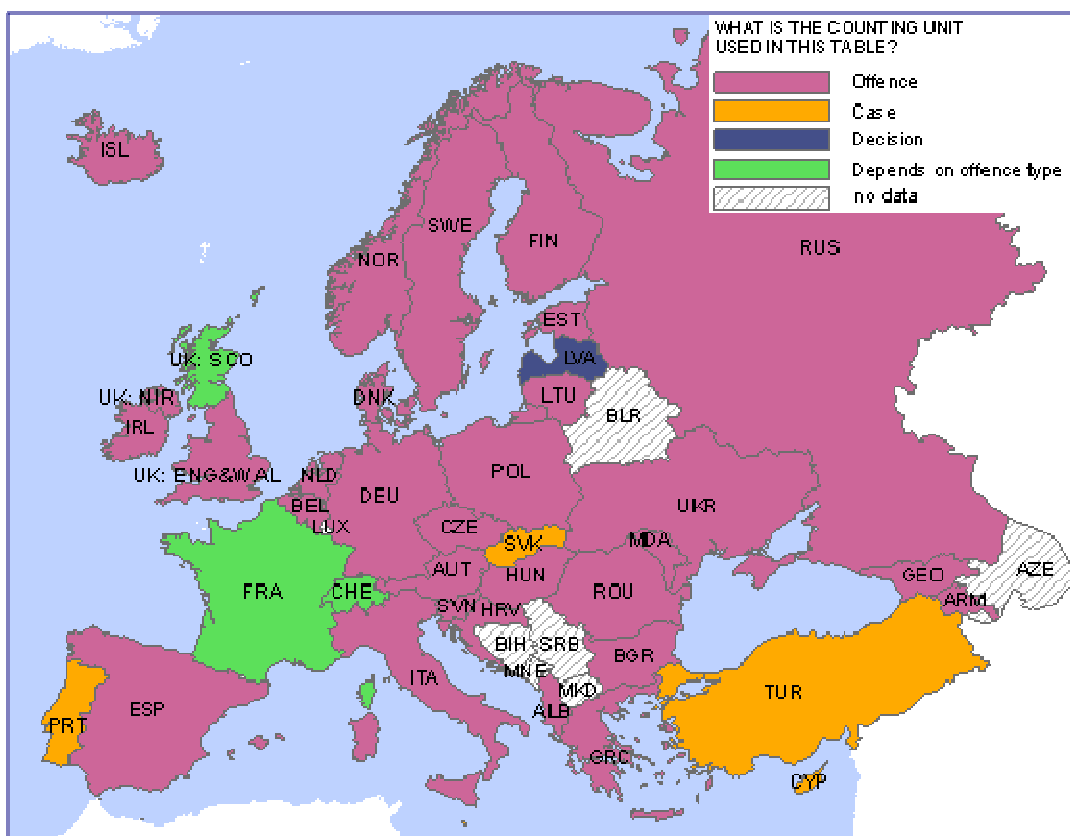 WHAT IS THE COUNTING UNIT
USED IN THIS TABLE?
Offence
Case
Decision
Depends on offence type
no data
ISL
SWE
FIN
NOR
RUS
EST
UK: SCO
LVA
DNK
LTU
UK: NIR
BLR
IRL
UK: ENG&WAL
NLD
POL
DEU
BEL
UKR
LUX
CZE
SVK
MDA
AUT
HUN
GEO
AZE
FRA
CHE
ROU
ARM
SVN
HRV
BIH
SRB
BGR
MNE
ITA
MKD
TUR
ESP
ALB
PRT
GRC
CYP